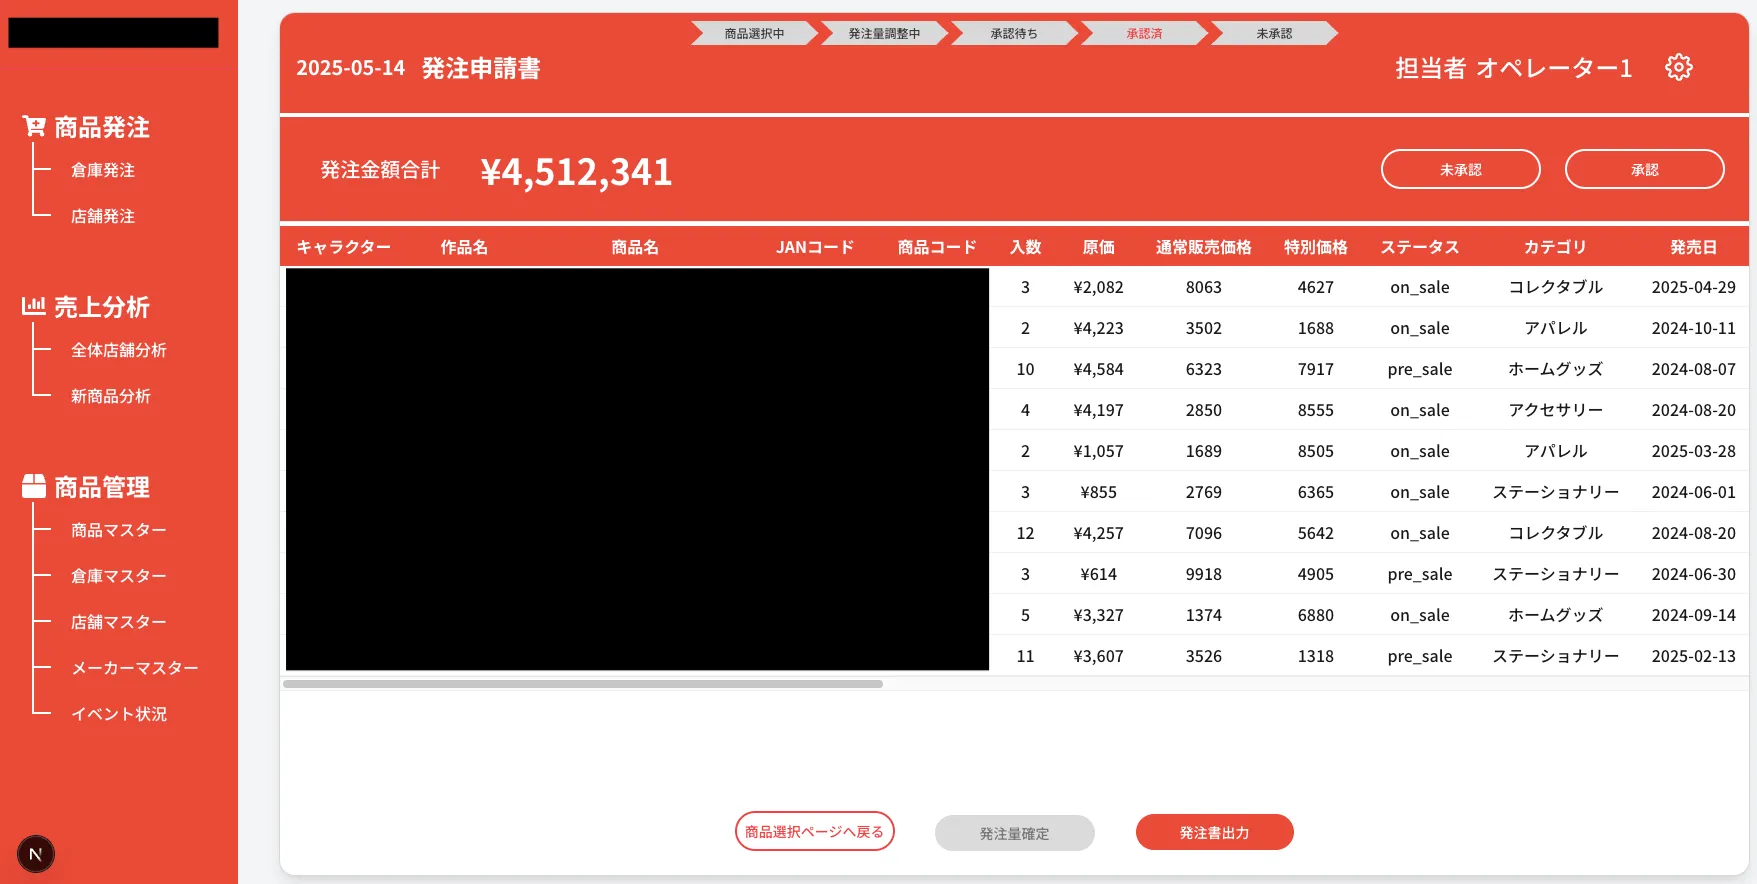 商品発注
倉庫発注
店舗発注
売上分析
全体店舗分析
新商品分析
商品管理
商品マスター
倉庫マスター
店舗マスター
メーカーマスター
イベント状況
N
商品選択中 発注量調整中 承認待ち 承認済 未承認
2025-05-14 発注申請書 担当者 オペレーター1
発注金額合計 ¥4,512,341 未承認 承認
キャラクター 作品名 商品名 JANコード 商品コード 入数 原価 通常販売価格 特別価格 ステータス カテゴリ 発売日
3 ¥2,082 8063 4627 on_sale コレクタブル 2025-04-29
2 ¥4,223 3502 1688 on_sale アパレル 2024-10-11
10 ¥4,584 6323 7917 pre_sale ホームグッズ 2024-08-07
4 ¥4,197 2850 8555 on_sale アクセサリー 2024-08-20
2 ¥1,057 1689 8505 on_sale アパレル 2025-03-28
3 ¥855 2769 6365 on_sale ステーショナリー 2024-06-01
12 ¥4,257 7096 5642 on_sale コレクタブル 2024-08-20
3 ¥614 9918 4905 pre_sale ステーショナリー 2024-06-30
5 ¥3,327 1374 6880 on_sale ホームグッズ 2024-09-14
11 ¥3,607 3526 1318 pre_sale ステーショナリー 2025-02-13
商品選択ページへ戻る 発注量確定 発注書出力